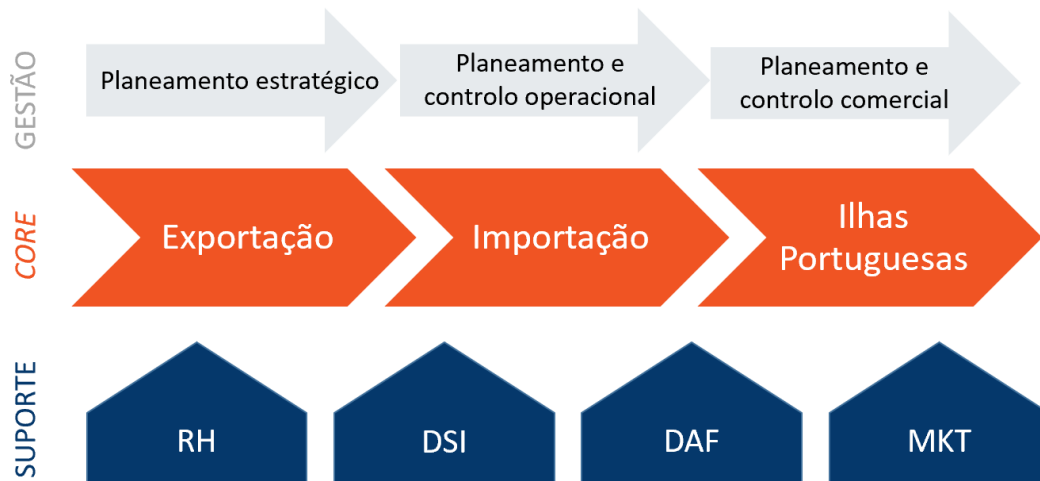 GESTÃO
Planeamento estratégico
Planeamento e
controlo operacional
Planeamento e
controlo comercial
CORE
Exportação
Importação
Ilhas
Portuguesas
SUPORTE
RH
DSI
DAF
MKT